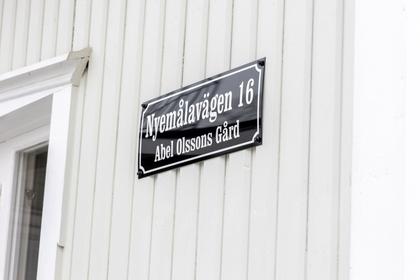 Nyemålavägen 16
Abel Olssons Gård